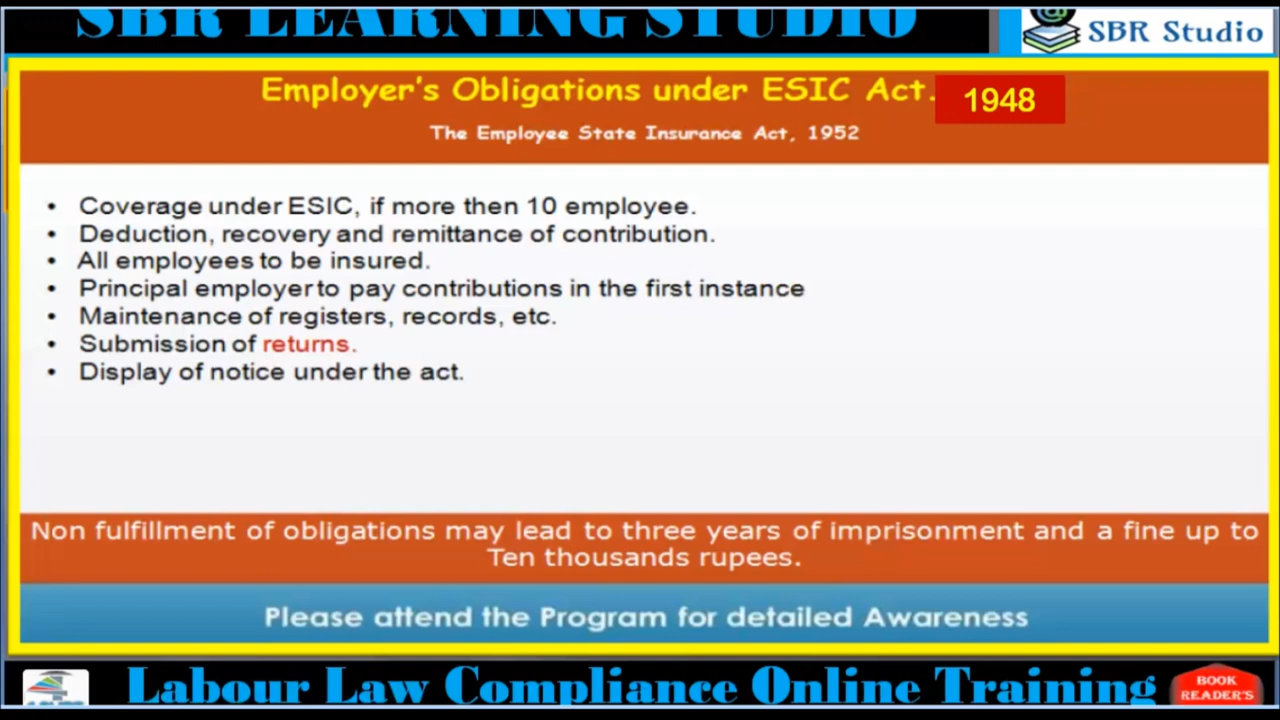 SBR LEARNING STUDIO
SBR Studio
Employer's Obligations under ESIC Act.
1948
The Employee State Insurance Act, 1952
• Coverage under ESIC, if more then 10 employee.
• Deduction, recovery and remittance of contribution.
• All employees to be insured.
• Principal employer to pay contributions in the first instance
• Maintenance of registers, records, etc.
• Submission of returns.
• Display of notice under the act.
Non fulfillment of obligations may lead to three years of imprisonment and a fine up to
Ten thousands rupees.
Please attend the Program for detailed Awareness
Labour Law Compliance Online Training
BOOK
READER'S